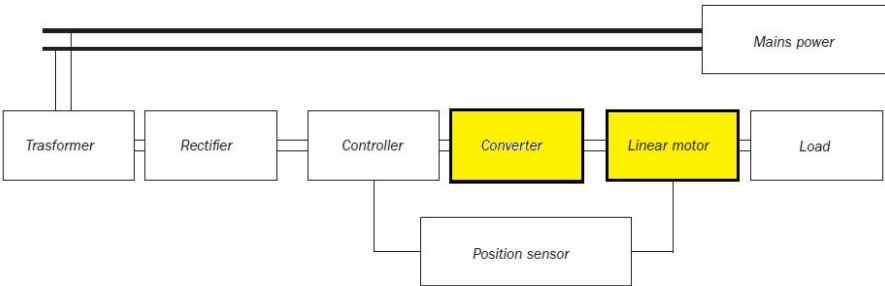 Mains power
Trasformer
Rectifier
Controller
Converter
Linear motor
Load
Position sensor